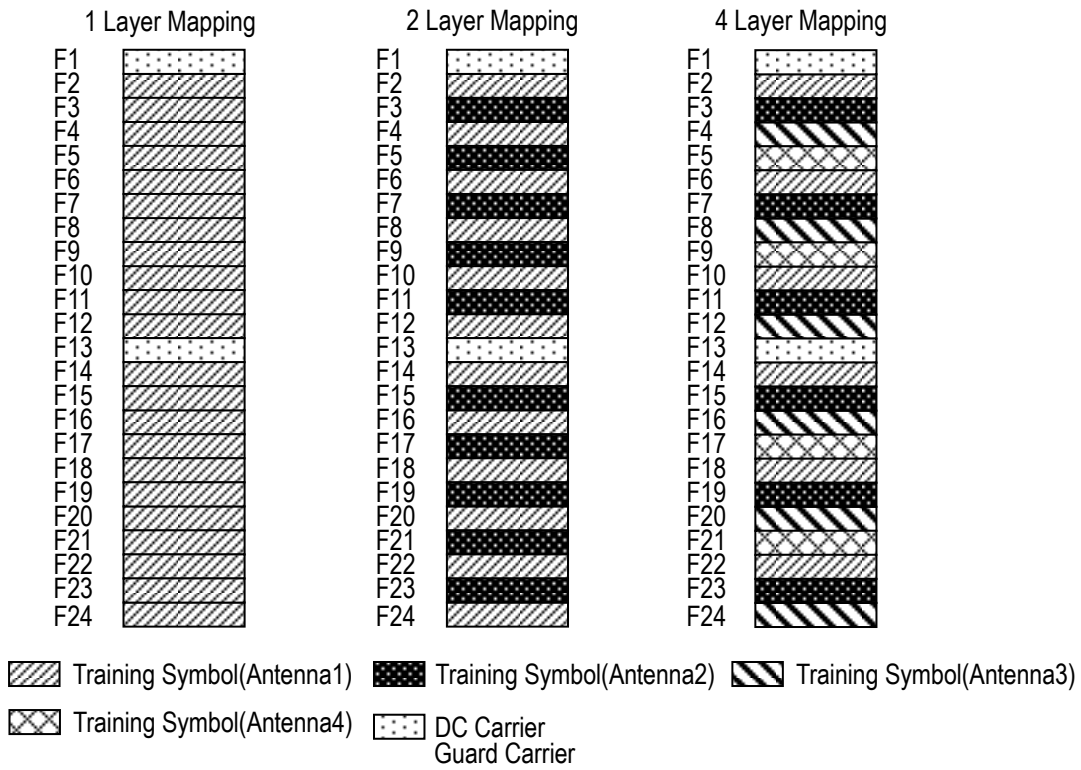 1 Layer Mapping
2 Layer Mapping
4 Layer Mapping
F1
F2
F3
F4
F5
F6
F7
F8
F9
F10
F11
F12
F13
F14
F15
F16
F17
F18
F19
F20
F21
F22
F23
F24
F1
F2
F3
F4
F5
F6
F7
F8
F9
F10
F11
F12
F13
F14
F15
F16
F17
F18
F19
F20
F21
F22
F23
F24
F1
F2
F3
F4
F5
F6
F7
F8
F9
F10
F11
F12
F13
F14
F15
F16
F17
F18
F19
F20
F21
F22
F23
F24
Training Symbol(Antenna1)
Training Symbol(Antenna2)
Training Symbol(Antenna3)
Training Symbol(Antenna4)
DC Carrier
Guard Carrier